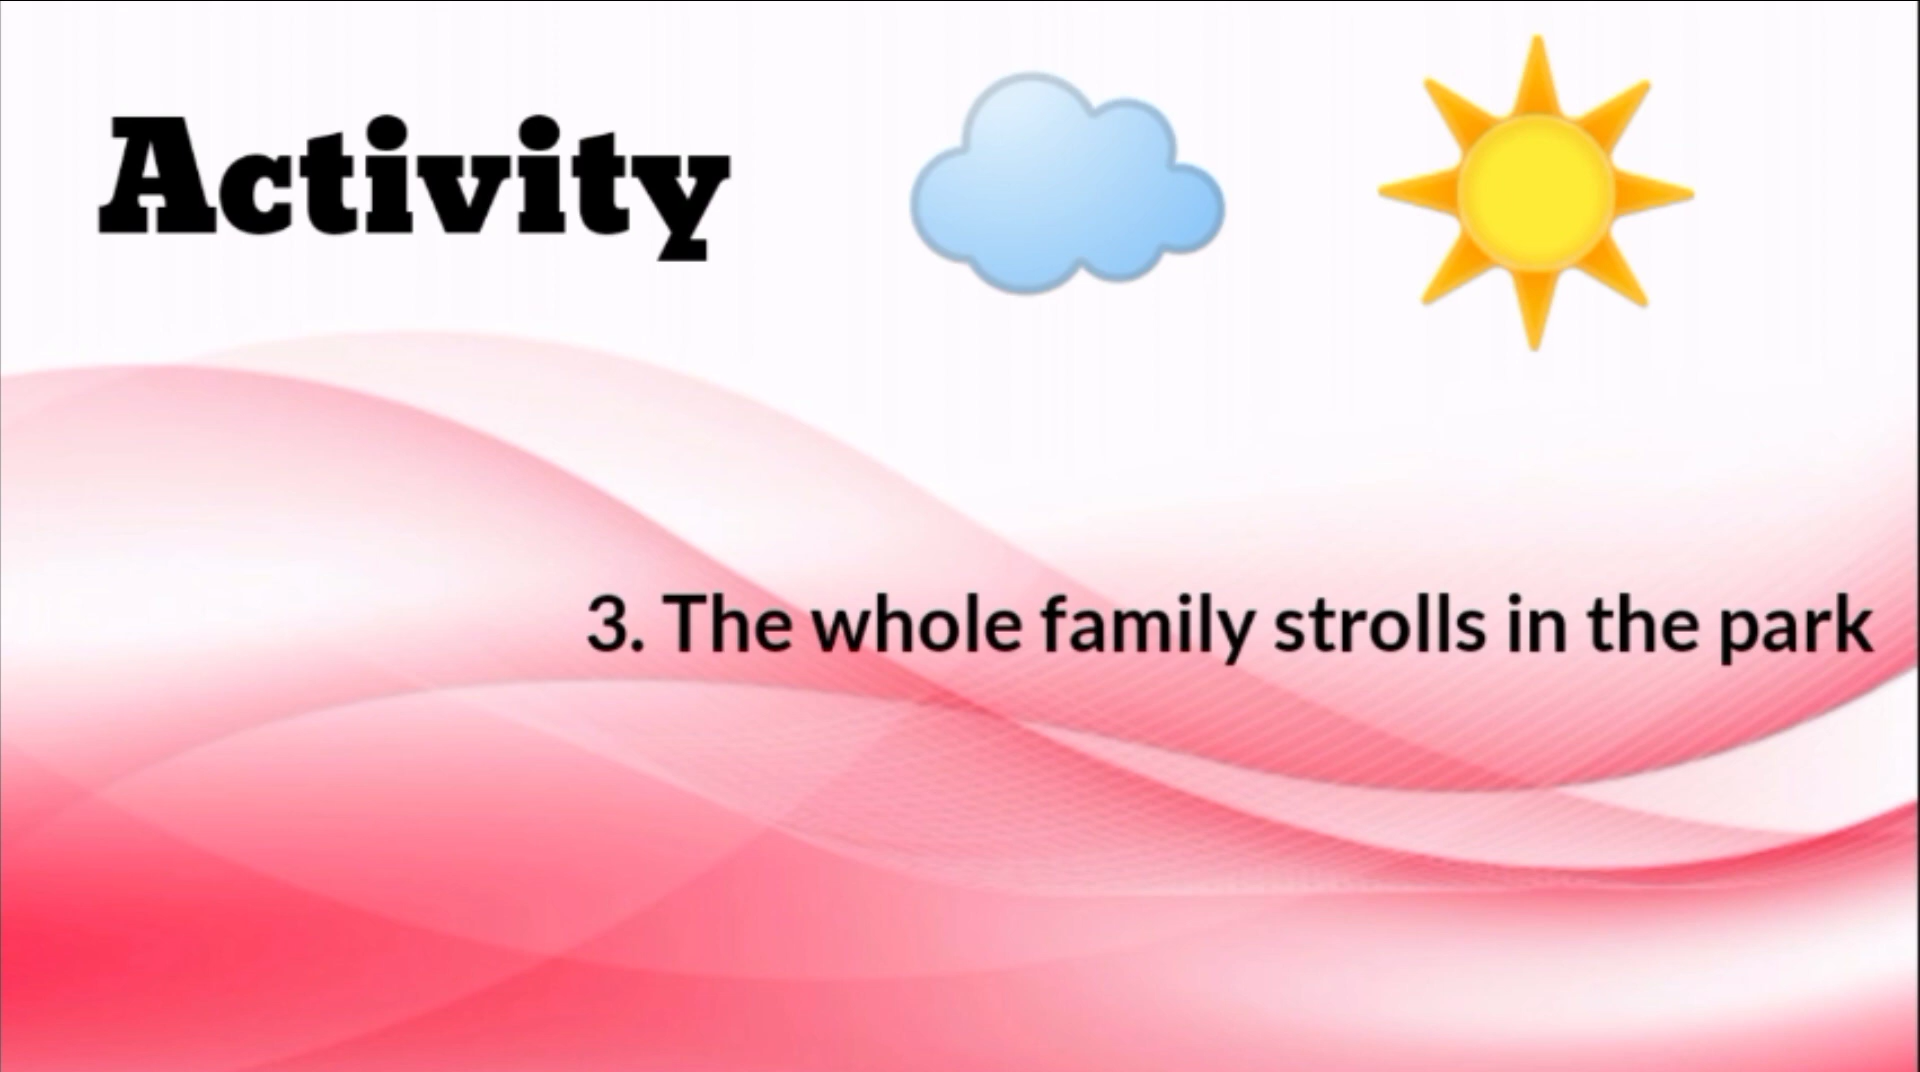 Activity
3. The whole family strolls in the park